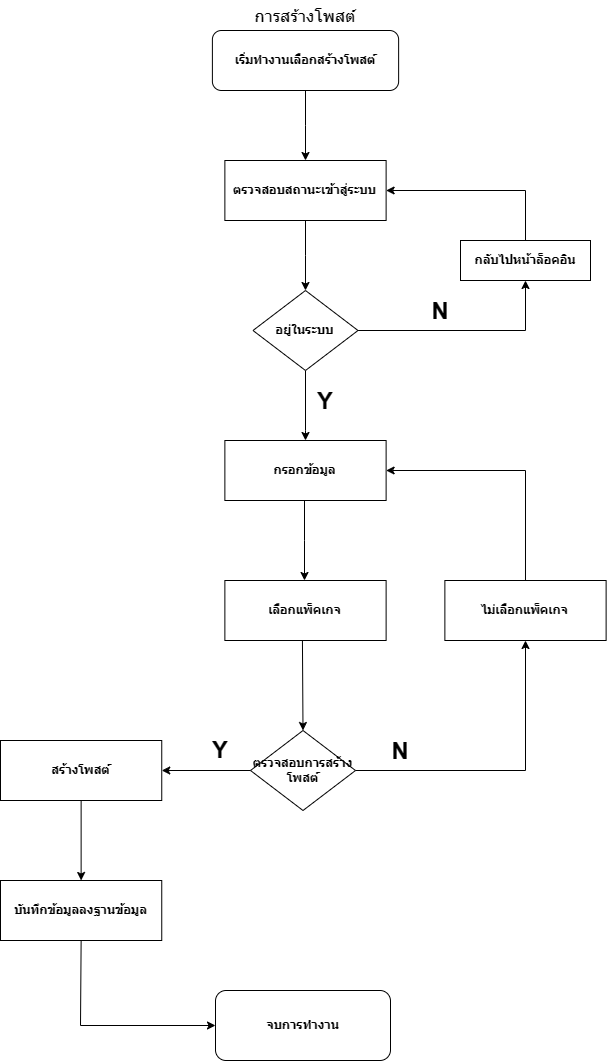 การสร้างโพสต์
เริ่มทำงานเลือกสร้างโพสต์
ตรวจสอบสถานะเข้าสู่ระบบ
กลับไปหน้าล็อคอิน
N
อยู่ในระบบ
Y
กรอกข้อมูล
เลือกแพ็คเกจ
ไม่เลือกแพ็คเกจ
Y
N
ตรวจสอบการสร้าง
โพสต์
สร้างโพสต์
บันทึกข้อมูลลงฐานข้อมูล
จบการทำงาน